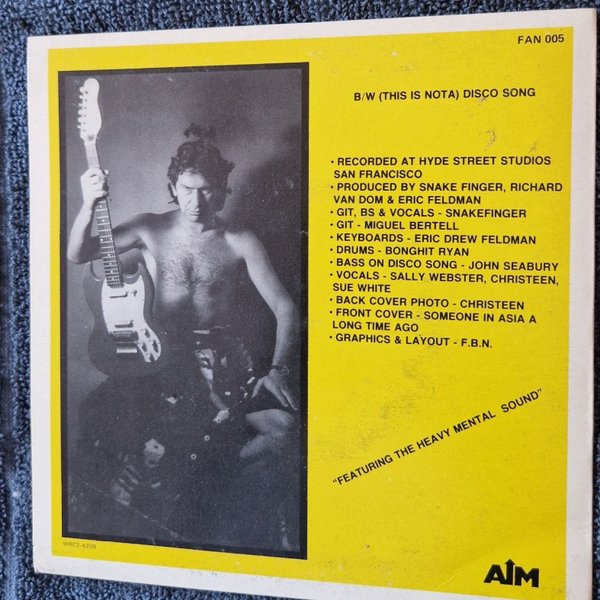 FAN 005
B/W (THIS IS NOTA) DISCO SONG
• RECORDED AT HYDE STREET STUDIOS
SAN FRANCISCO
• PRODUCED BY SNAKE FINGER, RICHARD
VAN DOM & ERIC FELDMAN
• GIT, BS & VOCALS - SNAKEFINGER
• GIT - MIGUEL BERTELL
• KEYBOARDS - ERIC DREW FELDMAN
• DRUMS - BONGHIT RYAN
• BASS ON DISCO SONG - JOHN SEABURY
• VOCALS - SALLY WEBSTER, CHRISTEEN,
SUE WHITE
• BACK COVER PHOTO - CHRISTEEN
• FRONT COVER - SOMEONE IN ASIA A
LONG TIME AGO
• GRAPHICS & LAYOUT - F.B.N.
"FEATURING THE HEAVY MENTAL SOUND"
WRC3-4209
AIM